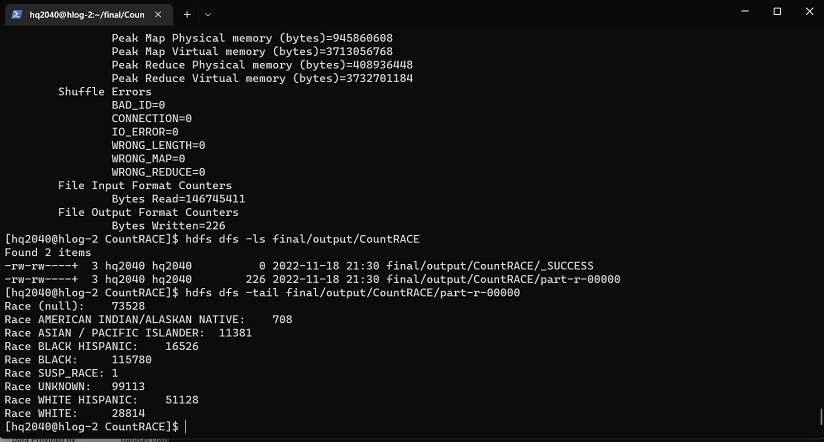 hq2040@hlog-2:~/final/Coun
Peak Map Physical memory (bytes)=945860608
Peak Map Virtual memory (bytes)=3713056768
Peak Reduce Physical memory (bytes)=408936448
Peak Reduce Virtual memory (bytes)=3732701184
Shuffle Errors
BAD_ID=0
CONNECTION=0
IO_ERROR=0
WRONG_LENGTH=0
WRONG_MAP=0
WRONG_REDUCE=0
File Input Format Counters
Bytes Read=146745411
File Output Format Counters
Bytes Written=226
[hq2040@hlog-2 CountRACE]$ hdfs dfs -ls final/output/CountRACE
Found 2 items
-rw-rw----+  3 hq2040 hq2040          0 2022-11-18 21:30 final/output/CountRACE/_SUCCESS
-rw-rw----+  3 hq2040 hq2040        226 2022-11-18 21:30 final/output/CountRACE/part-r-00000
[hq2040@hlog-2 CountRACE]$ hdfs dfs -tail final/output/CountRACE/part-r-00000
Race (null):    73528
Race AMERICAN INDIAN/ALASKAN NATIVE:    708
Race ASIAN / PACIFIC ISLANDER:  11381
Race BLACK HISPANIC:    16526
Race BLACK:     115780
Race SUSP_RACE: 1
Race UNKNOWN:   99113
Race WHITE HISPANIC:    51128
Race WHITE:     28814
[hq2040@hlog-2 CountRACE]$